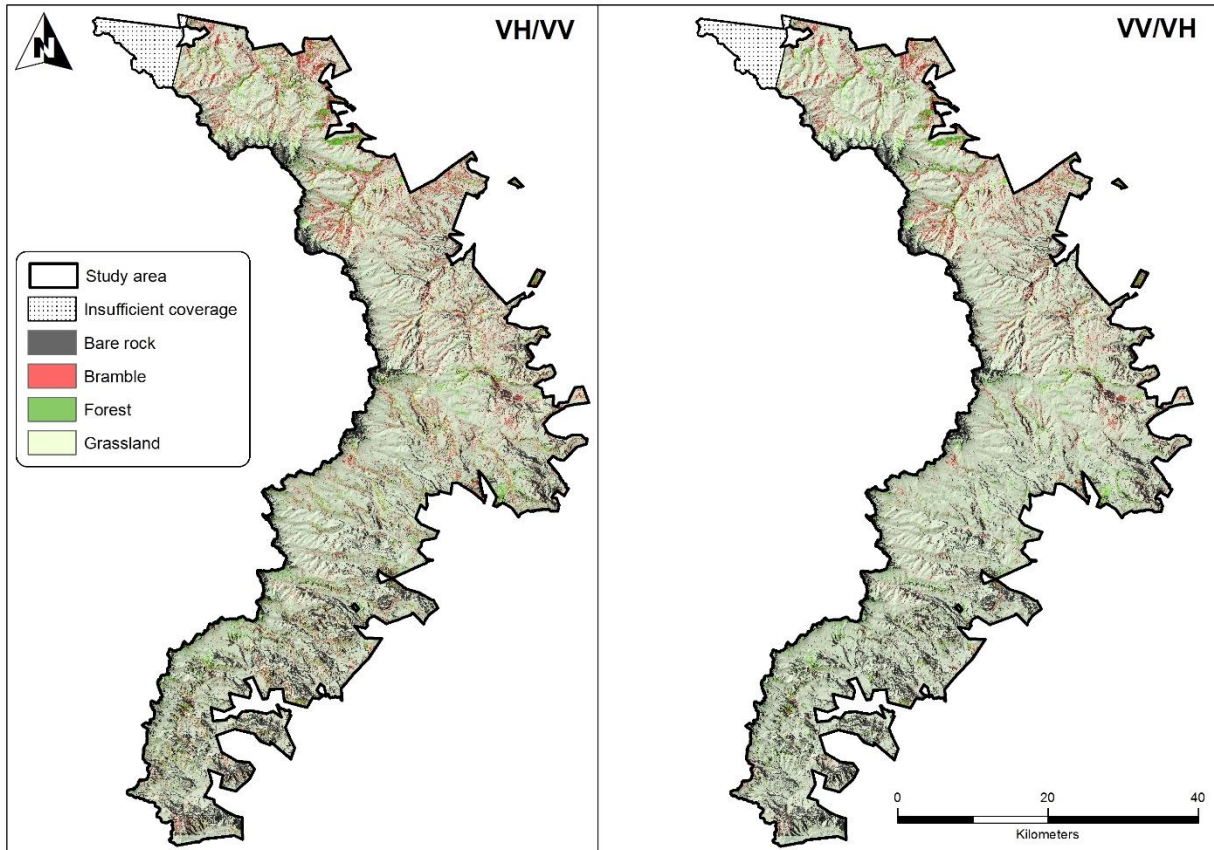 VH/VV
VV/VH
N
Study area
Insufficient coverage
Bare rock
Bramble
Forest
Grassland
0 20 40
Kilometers